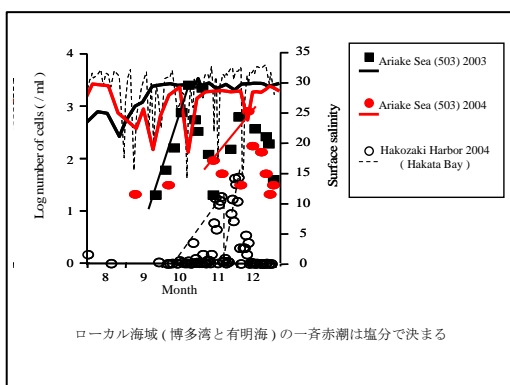 4
3
2
1
0
Log number of cells ( / ml )
35
30
25
20
15
10
5
0
Surface salinity
8 9 10 11 12
Month
Ariake Sea (503) 2003
Ariake Sea (503) 2004
Hakozaki Harbor 2004
( Hakata Bay )
ローカル海域 ( 博多湾と有明海 ) の一斉赤潮は塩分で決まる